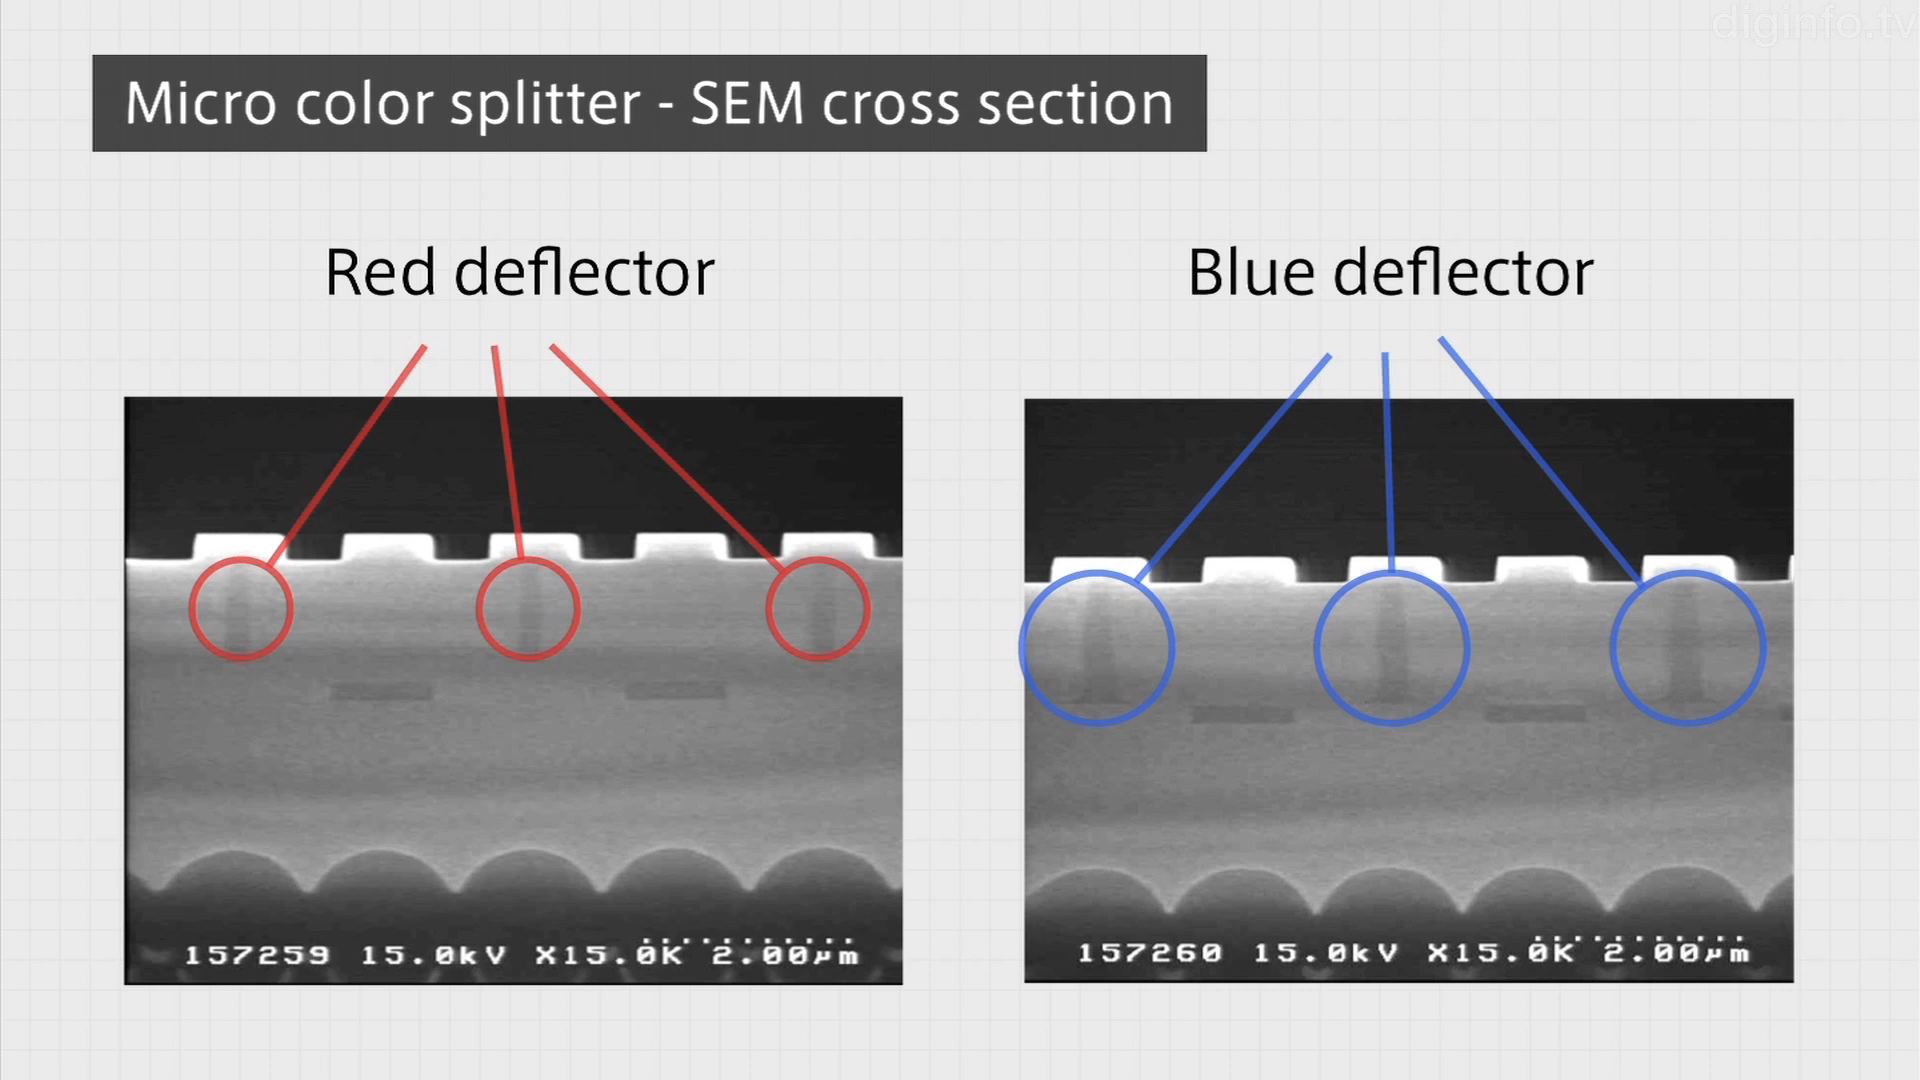 diginfo.tv
Micro color splitter - SEM cross section
Red deflector
Blue deflector
157259 15.0kV X15.0K 2.00µm
157260 15.0kV X15.0K 2.00µm